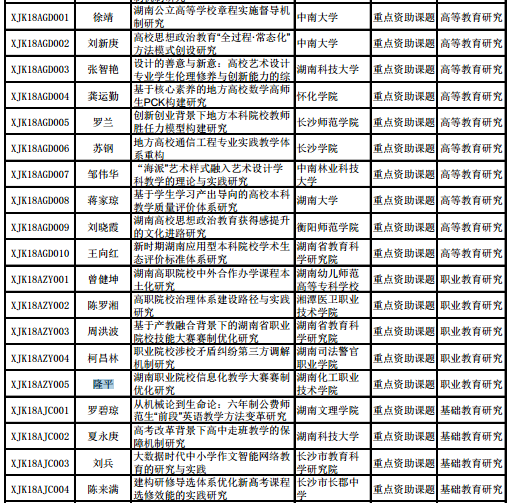 XJK18AGD001 徐靖 湖南公立高等学校章程实施督导机制研究 中南大学 重点资助课题 高等教育研究
XJK18AGD002 刘新庚 高校思想政治教育“全过程·常态化”方法模式创设研究 中南大学 重点资助课题 高等教育研究
XJK18AGD003 张智艳 设计的善意与新意：高校艺术设计专业学生伦理修养与创新能力的综 湖南科技大学 重点资助课题 高等教育研究
XJK18AGD004 龚运勤 基于核心素养的地方高校数学高师生PCK构建研究 怀化学院 重点资助课题 高等教育研究
XJK18AGD005 罗兰 创新创业背景下地方本科院校教师胜任力模型构建研究 长沙师范学院 重点资助课题 高等教育研究
XJK18AGD006 苏钢 地方高校通信工程专业实践教学体系重构 长沙学院 重点资助课题 高等教育研究
XJK18AGD007 邹伟华 “海派”艺术样式融入艺术设计学科教学的理论与实践研究 中南林业科技大学 重点资助课题 高等教育研究
XJK18AGD008 蒋家琼 基于学生学习产出导向的高校本科教学质量评价体系研究 湖南大学 重点资助课题 高等教育研究
XJK18AGD009 刘晓霞 湖南高校思想政治教育获得感提升的文化进路研究 衡阳师范学院 重点资助课题 高等教育研究
XJK18AGD010 王向红 新时期湖南应用型本科院校学术生态评价标准体系研究 湖南省教育科学研究院 重点资助课题 高等教育研究
XJK18AZY001 曾健坤 湖南高职院校中外合作办学课程本土化研究 湖南幼儿师范高等专科学校 重点资助课题 职业教育研究
XJK18AZY002 陈罗湘 高职院校治理体系建设路径与实践研究 湘潭医卫职业技术学院 重点资助课题 职业教育研究
XJK18AZY003 周洪波 基于产教融合背景下的湖南省职业院校技能大赛赛制优化研究 湖南省教育科学研究院 重点资助课题 职业教育研究
XJK18AZY004 柯昌林 职业院校涉校矛盾纠纷第三方调解机制研究 湖南司法警官职业学院 重点资助课题 职业教育研究
XJK18AZY005 隆平 湖南职业院校信息化教学大赛赛制优化研究 湖南化工职业技术学院 重点资助课题 职业教育研究
XJK18AJC001 罗碧琼 从机械论到生命论：六年制公费师范生“前段”英语教学方法变革研究 湖南文理学院 重点资助课题 基础教育研究
XJK18AJC002 夏永庚 高考改革背景下高中走班教学的保障机制研究 湖南科技大学 重点资助课题 基础教育研究
XJK18AJC003 刘兵 大数据时代中小学作文智能网络教育的研究与实践 长沙市教育科学研究院 重点资助课题 基础教育研究
XJK18AJC004 陈来满 建构研修导选体系优化新高考课程选修效能的实践研究 长沙市长郡中学 重点资助课题 基础教育研究